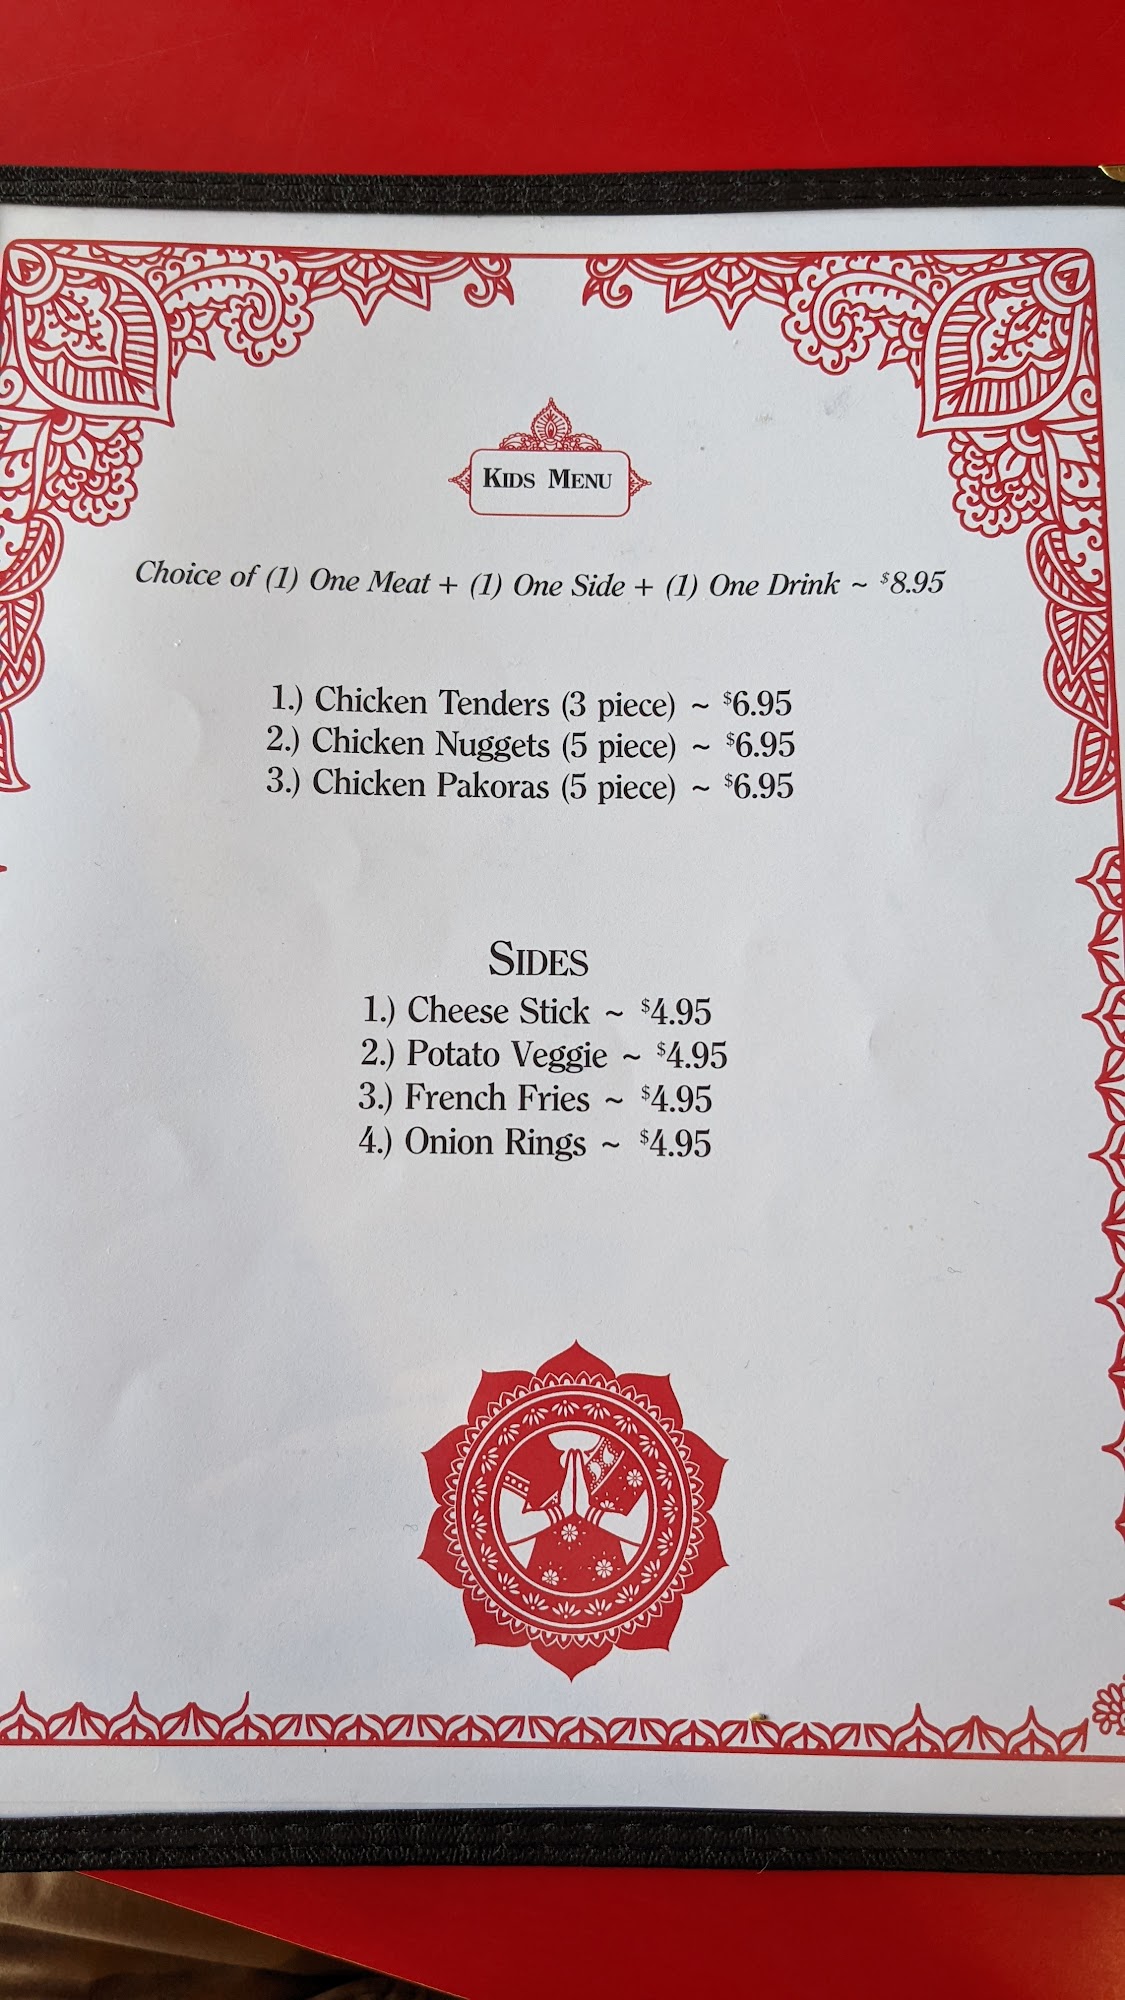 KIDS MENU
Choice of (1) One Meat + (1) One Side + (1) One Drink ~ $8.95
1.) Chicken Tenders (3 piece) ~ $6.95
2.) Chicken Nuggets (5 piece) ~ $6.95
3.) Chicken Pakoras (5 piece) ~ $6.95
SIDES
1.) Cheese Stick ~ $4.95
2.) Potato Veggie ~ $4.95
3.) French Fries ~ $4.95
4.) Onion Rings ~ $4.95